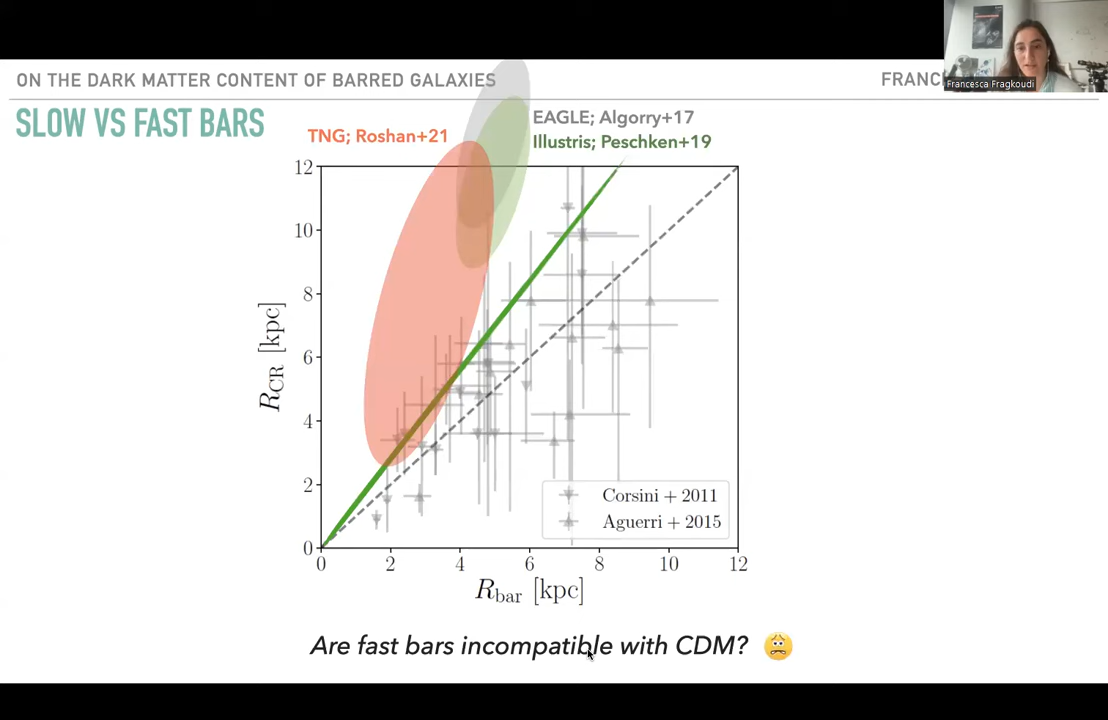 ON THE DARK MATTER CONTENT OF BARRED GALAXIES
FRANC
Francesca Fragkoudi
SLOW VS FAST BARS
EAGLE; Algorry+17
TNG; Roshan+21
Illustris; Peschken+19
12
10
8
6
4
2
0
R_CR [kpc]
Corsini + 2011
Aguerri + 2015
0 2 4 6 8 10 12
R_bar [kpc]
Are fast bars incompatible with CDM? 😟